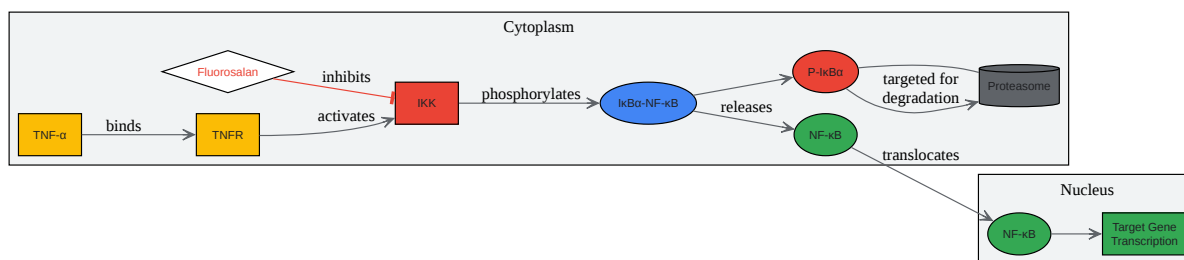 Cytoplasm
Fluorosalan
inhibits
TNF-α
binds
TNFR
activates
IKK
phosphorylates
IκBα-NF-κB
releases
P-IκBα
NF-κB
targeted for
degradation
Proteasome
translocates
Nucleus
NF-κB
Target Gene
Transcription